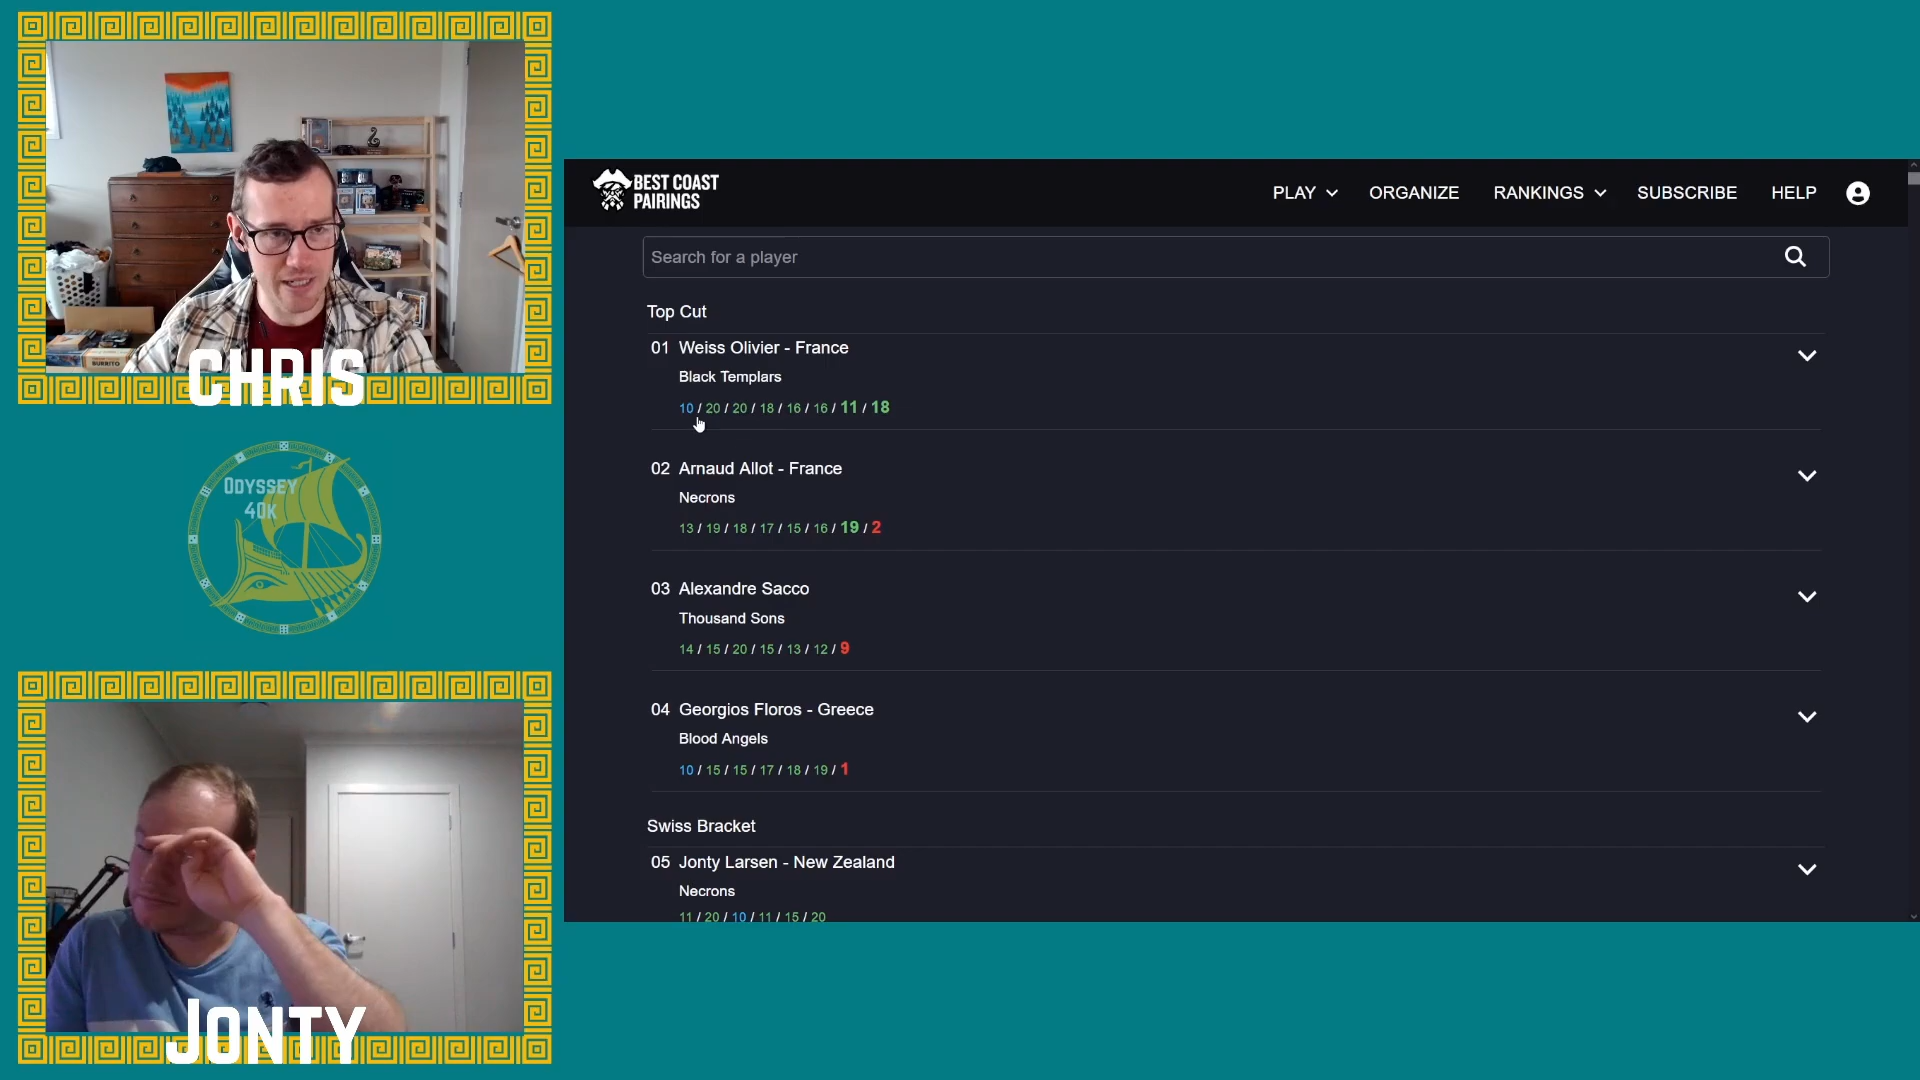 CHRIS
ODYSSEY
40K
JONTY
BURRITO
BEST COAST
PAIRINGS
PLAY
ORGANIZE
RANKINGS
SUBSCRIBE
HELP
Search for a player
Top Cut
01 Weiss Olivier - France
Black Templars
10 / 20 / 20 / 18 / 16 / 16 / 11 / 18
02 Arnaud Allot - France
Necrons
13 / 19 / 18 / 17 / 15 / 16 / 19 / 2
03 Alexandre Sacco
Thousand Sons
14 / 15 / 20 / 15 / 13 / 12 / 9
04 Georgios Floros - Greece
Blood Angels
10 / 15 / 15 / 17 / 18 / 19 / 1
Swiss Bracket
05 Jonty Larsen - New Zealand
Necrons
11 / 20 / 10 / 11 / 15 / 20